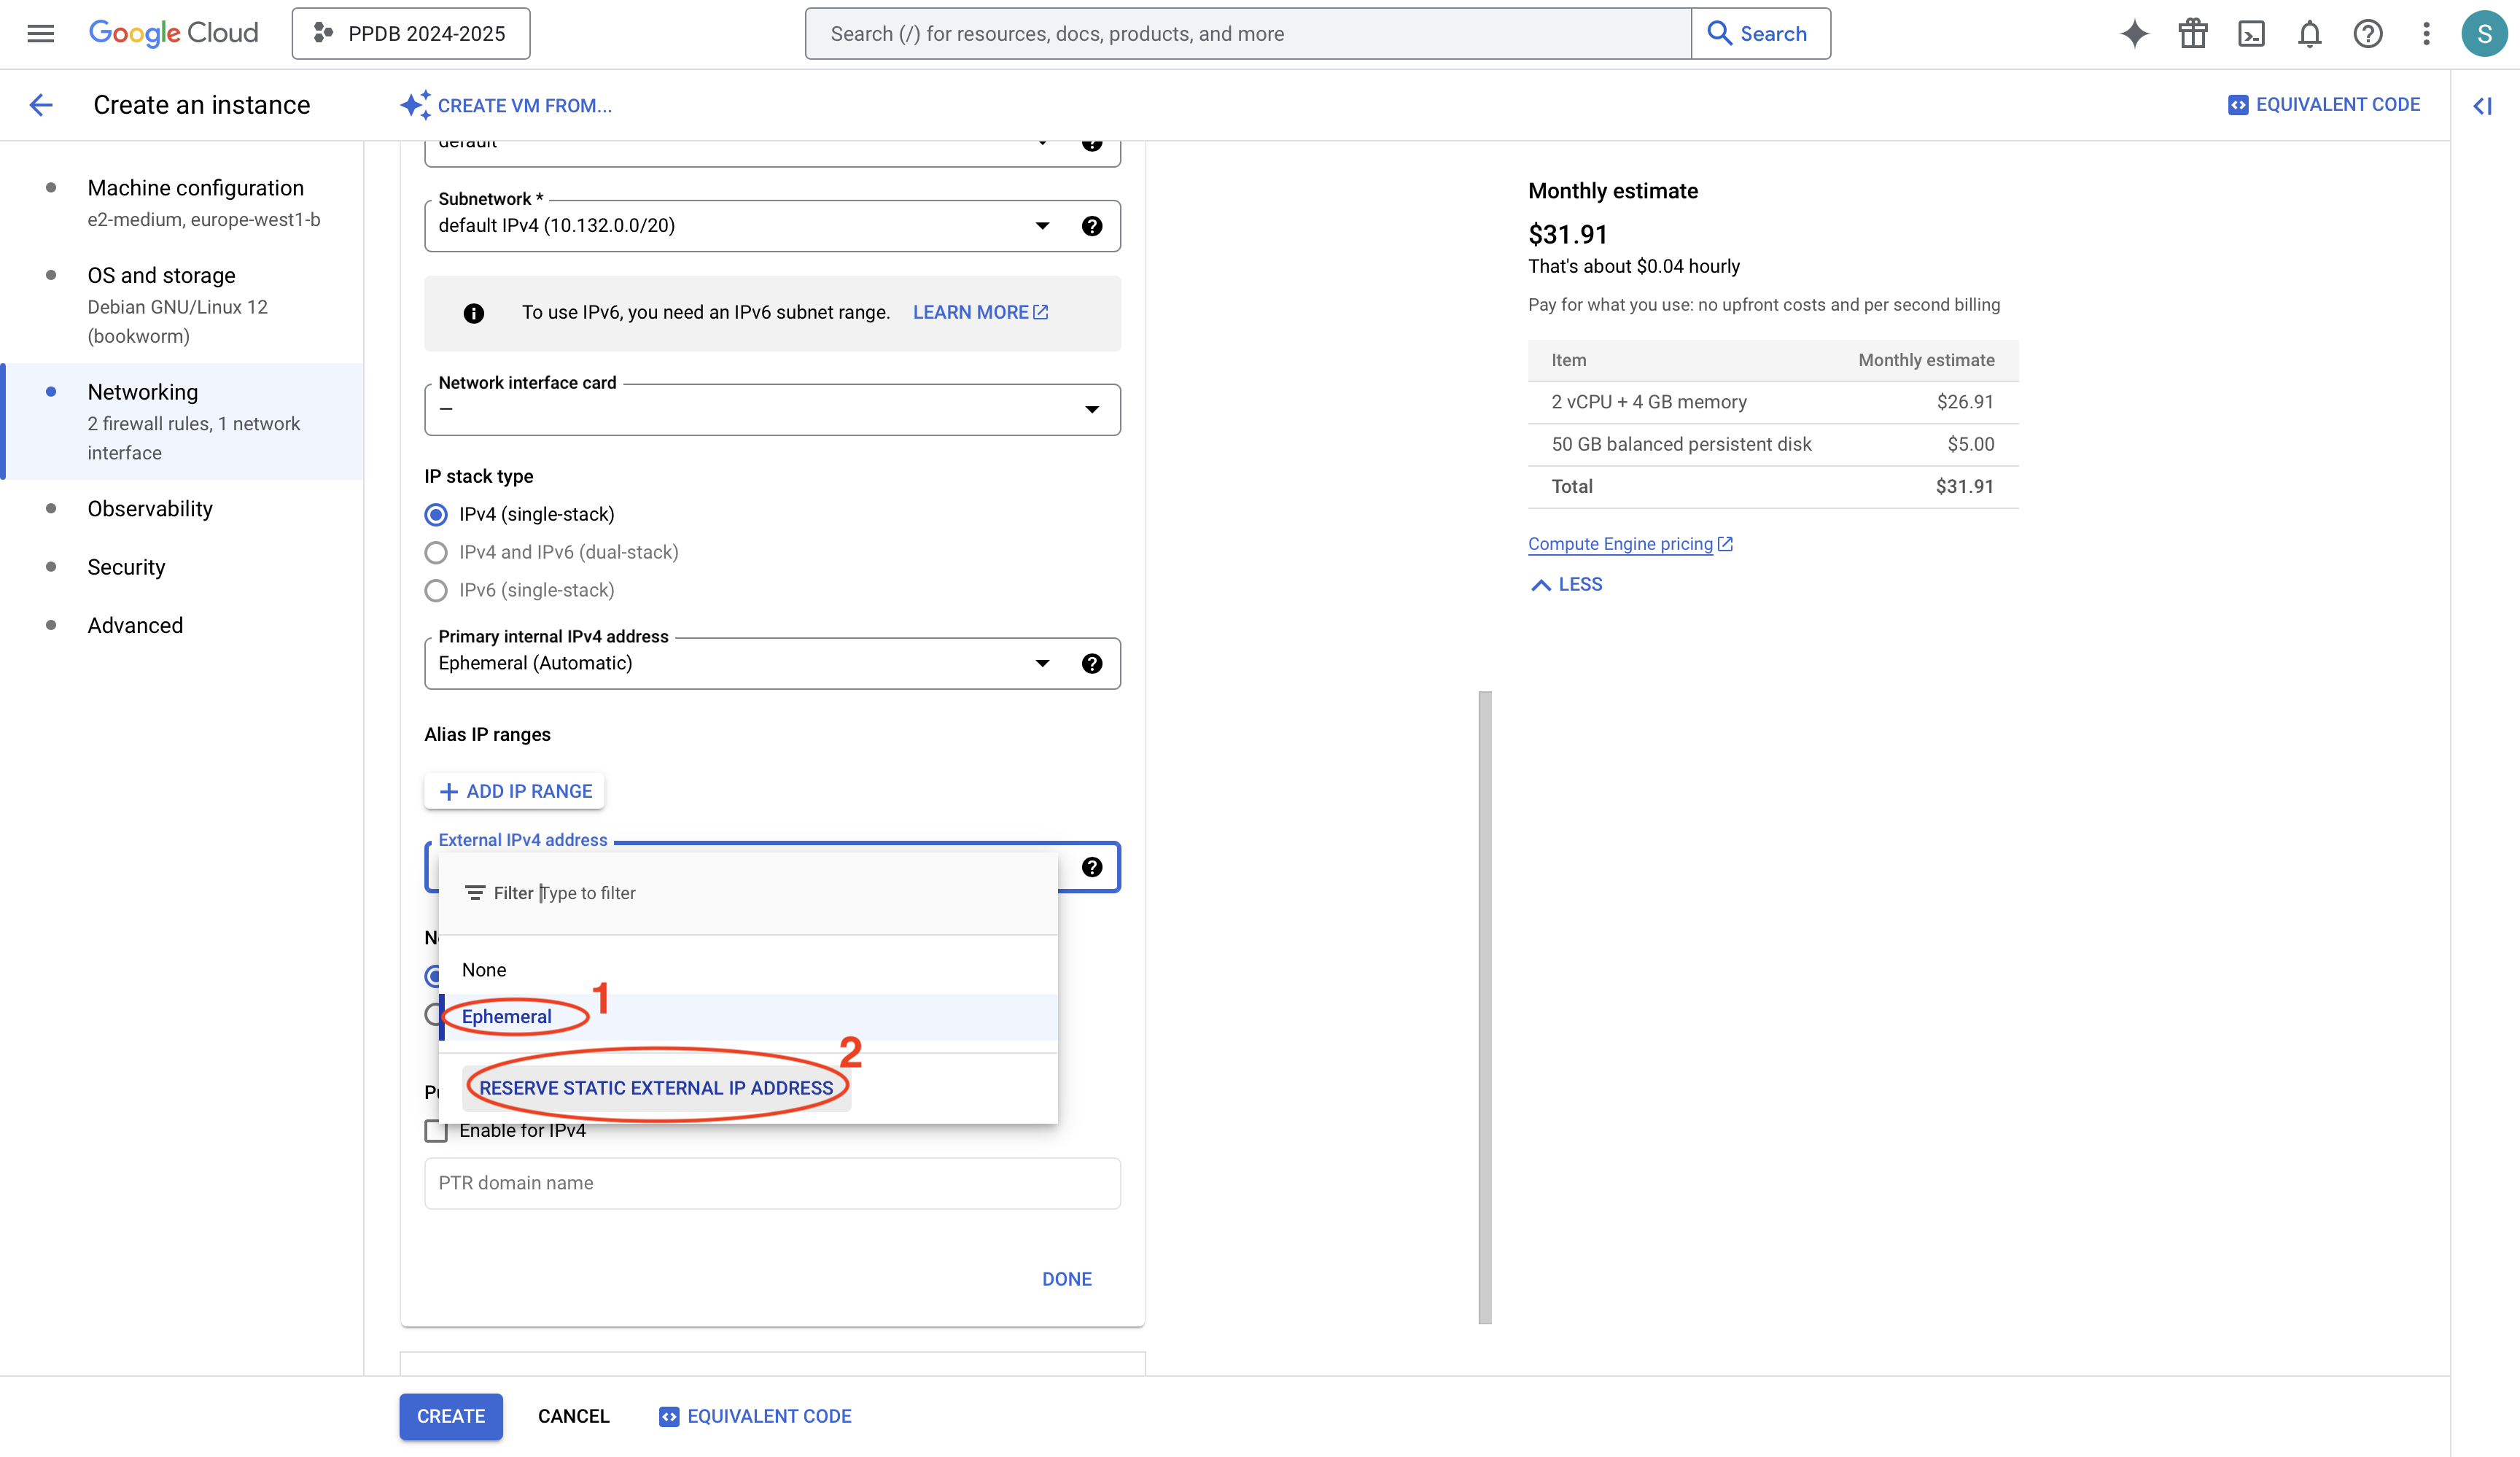 Google Cloud
PPDB 2024-2025
Search (/) for resources, docs, products, and more
Search
S
Create an instance
CREATE VM FROM...
EQUIVALENT CODE
Machine configuration
e2-medium, europe-west1-b
OS and storage
Debian GNU/Linux 12
(bookworm)
Networking
2 firewall rules, 1 network
interface
Observability
Security
Advanced
default
Subnetwork *
default IPv4 (10.132.0.0/20)
To use IPv6, you need an IPv6 subnet range. LEARN MORE
Network interface card
–
IP stack type
IPv4 (single-stack)
IPv4 and IPv6 (dual-stack)
IPv6 (single-stack)
Primary internal IPv4 address
Ephemeral (Automatic)
Alias IP ranges
ADD IP RANGE
External IPv4 address
Filter Type to filter
None
Ephemeral
1
RESERVE STATIC EXTERNAL IP ADDRESS
2
Enable for IPv4
PTR domain name
DONE
CREATE
CANCEL
EQUIVALENT CODE
Monthly estimate
$31.91
That's about $0.04 hourly
Pay for what you use: no upfront costs and per second billing
Item Monthly estimate
2 vCPU + 4 GB memory $26.91
50 GB balanced persistent disk $5.00
Total $31.91
Compute Engine pricing
LESS